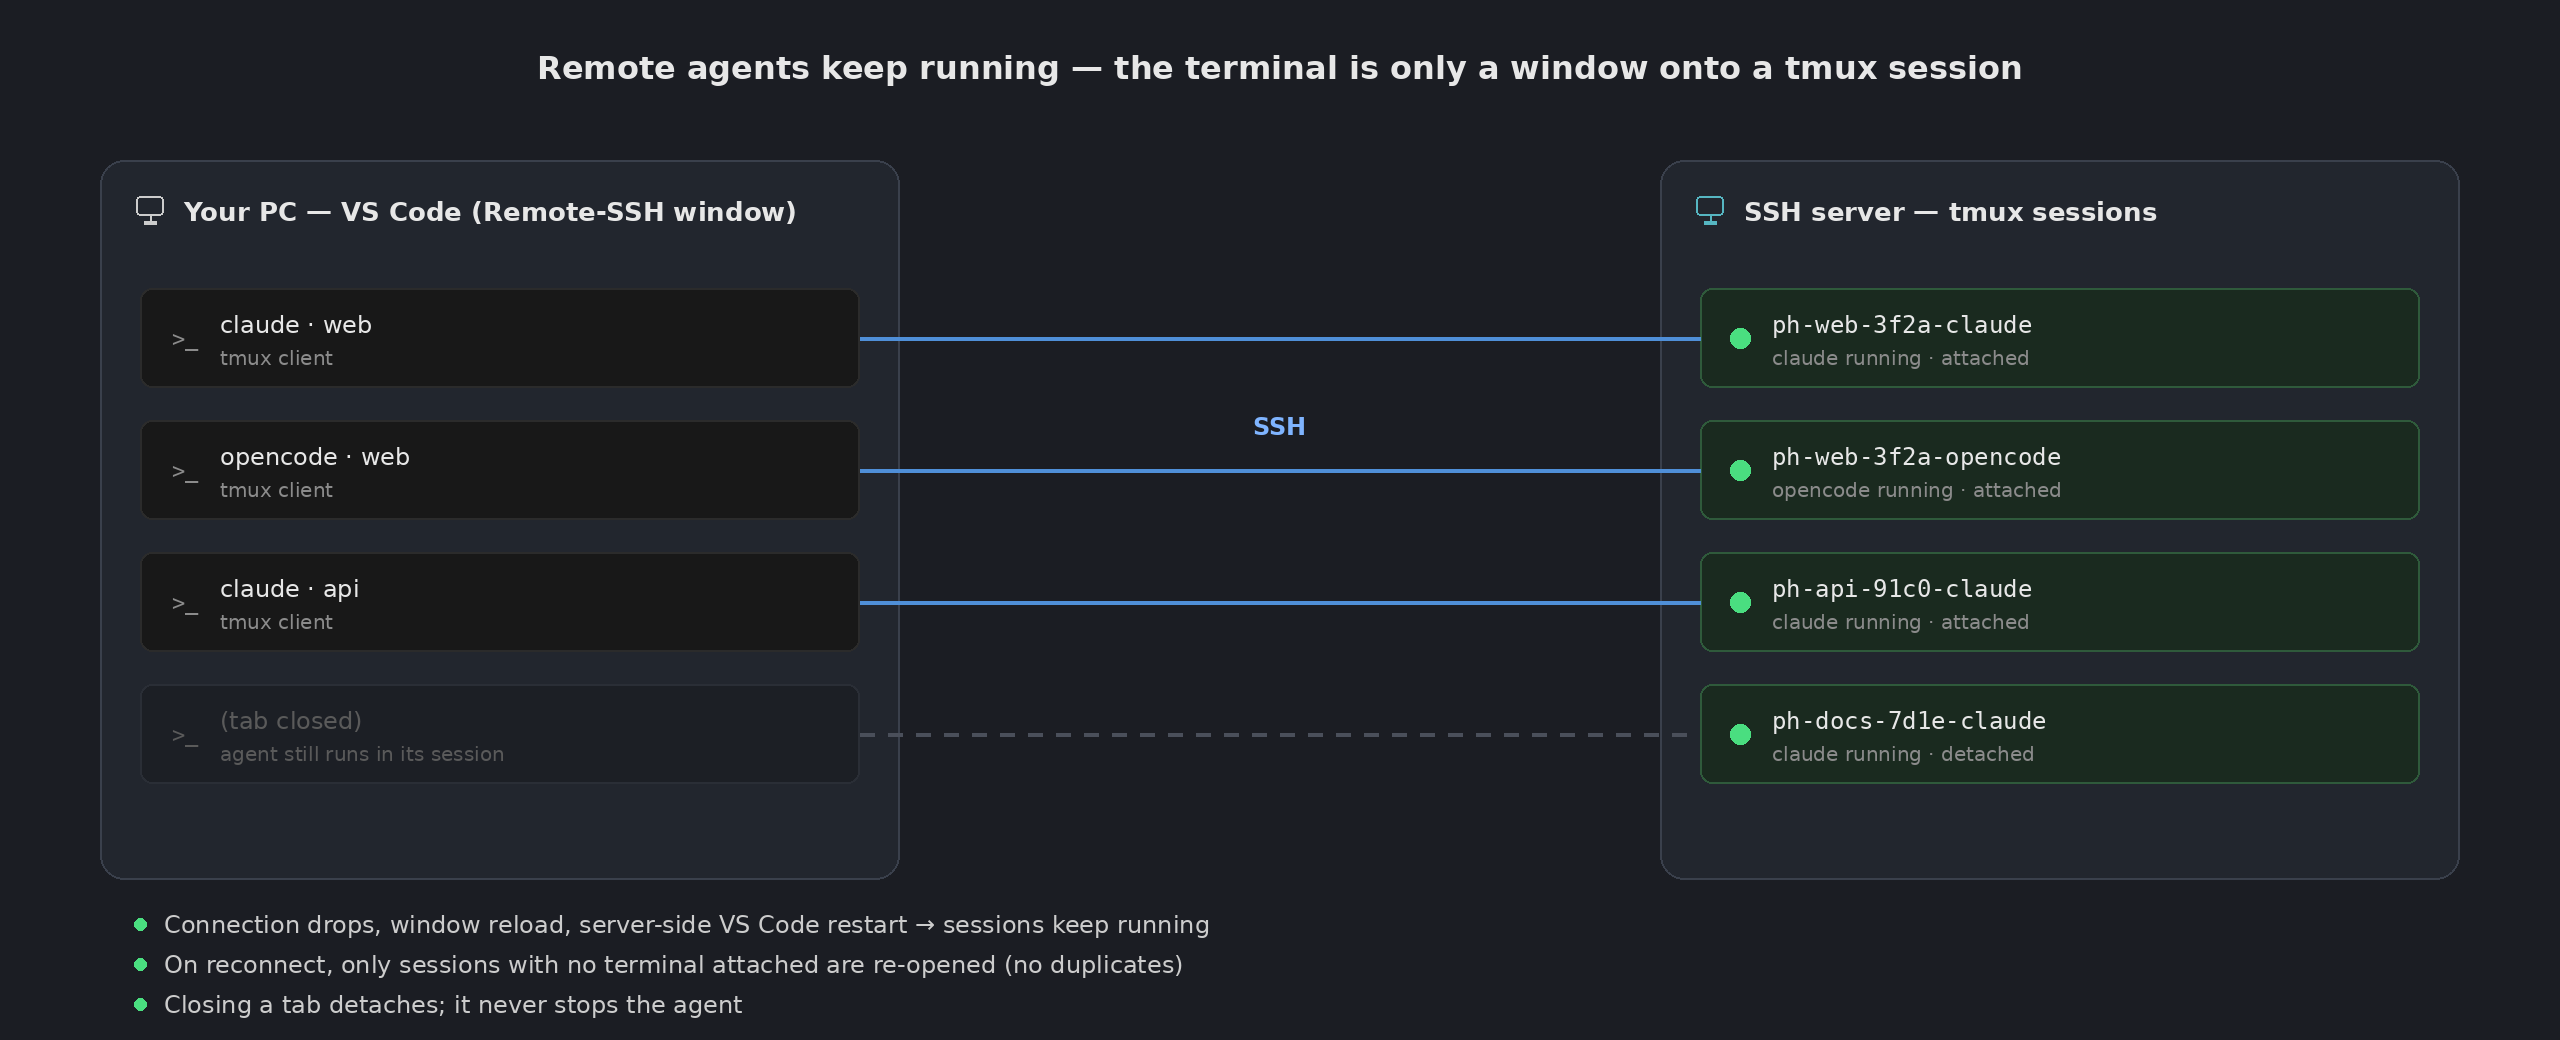 Remote agents keep running — the terminal is only a window onto a tmux session
Your PC — VS Code (Remote-SSH window)
>_ claude · web
tmux client
>_ opencode · web
tmux client
>_ claude · api
tmux client
>_ (tab closed)
agent still runs in its session
SSH
SSH server — tmux sessions
ph-web-3f2a-claude
claude running · attached
ph-web-3f2a-opencode
opencode running · attached
ph-api-91c0-claude
claude running · attached
ph-docs-7d1e-claude
claude running · detached
Connection drops, window reload, server-side VS Code restart → sessions keep running
On reconnect, only sessions with no terminal attached are re-opened (no duplicates)
Closing a tab detaches; it never stops the agent